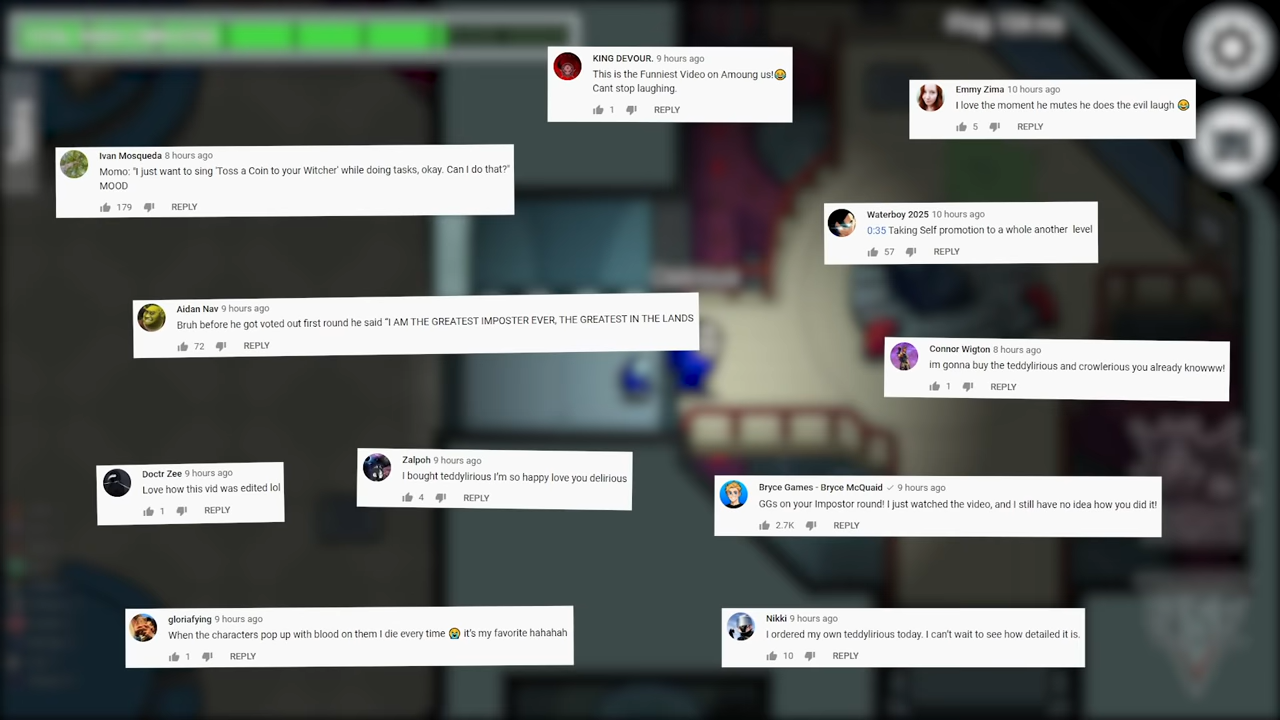 KING DEVOUR. 9 hours ago
This is the Funniest Video on Amoung us!😂
Cant stop laughing.
1 REPLY
Emmy Zima 10 hours ago
I love the moment he mutes he does the evil laugh 😂
5 REPLY
Ivan Mosqueda 8 hours ago
Momo: "I just want to sing 'Toss a Coin to your Witcher' while doing tasks, okay. Can I do that?"
MOOD
179 REPLY
Waterboy 2025 10 hours ago
0:35 Taking Self promotion to a whole another level
57 REPLY
Aidan Nav 9 hours ago
Bruh before he got voted out first round he said “I AM THE GREATEST IMPOSTER EVER, THE GREATEST IN THE LANDS
72 REPLY
Connor Wigton 8 hours ago
im gonna buy the teddylirious and crowlerious you already knowww!
1 REPLY
Doctr Zee 9 hours ago
Love how this vid was edited lol
1 REPLY
Zalpoh 9 hours ago
I bought teddylirious I'm so happy love you delirious
4 REPLY
Bryce Games - Bryce McQuaid ✓ 9 hours ago
GGs on your Impostor round! I just watched the video, and I still have no idea how you did it!
2.7K REPLY
gloriafying 9 hours ago
When the characters pop up with blood on them I die every time 😭 it's my favorite hahahah
1 REPLY
Nikki 9 hours ago
I ordered my own teddylirious today. I can't wait to see how detailed it is.
10 REPLY